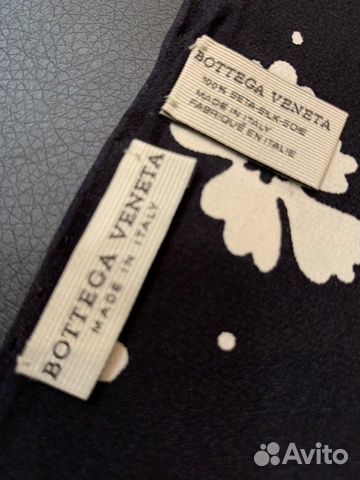 BOTTEGA VENETA
100% SETA-SILK-SOIE
MADE IN ITALY
FABRIQUÉ EN ITALIE
BOTTEGA VENETA
MADE IN ITALY
Avito